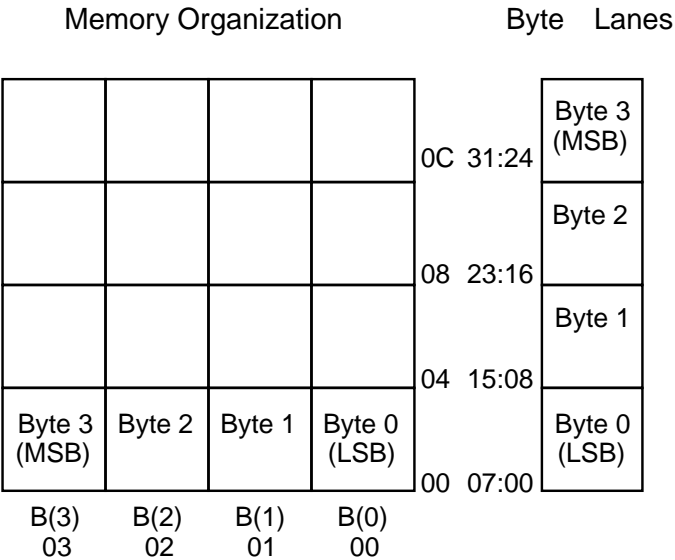 Memory Organization Byte Lanes
Byte 3
(MSB)
0C 31:24
Byte 2
08 23:16
Byte 1
04 15:08
Byte 3 Byte 2 Byte 1 Byte 0 Byte 0
(MSB) (LSB) (LSB)
00 07:00
B(3) B(2) B(1) B(0)
03 02 01 00